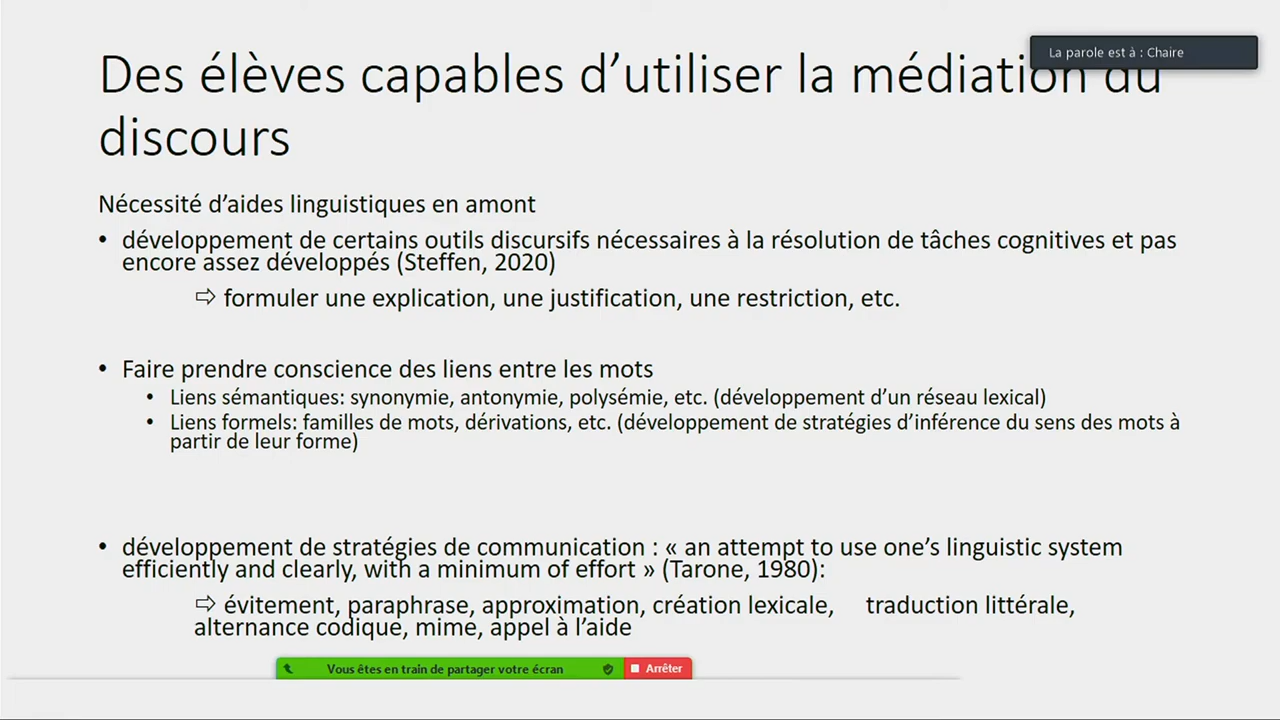 La parole est à : Chaire
Des élèves capables d’utiliser la médiation du
discours
Nécessité d’aides linguistiques en amont
• développement de certains outils discursifs nécessaires à la résolution de tâches cognitives et pas
encore assez développés (Steffen, 2020)
⇨ formuler une explication, une justification, une restriction, etc.
• Faire prendre conscience des liens entre les mots
• Liens sémantiques: synonymie, antonymie, polysémie, etc. (développement d’un réseau lexical)
• Liens formels: familles de mots, dérivations, etc. (développement de stratégies d’inférence du sens des mots à
partir de leur forme)
• développement de stratégies de communication : « an attempt to use one’s linguistic system
efficiently and clearly, with a minimum of effort » (Tarone, 1980):
⇨ évitement, paraphrase, approximation, création lexicale, traduction littérale,
alternance codique, mime, appel à l’aide
Vous êtes en train de partager votre écran Arrêter